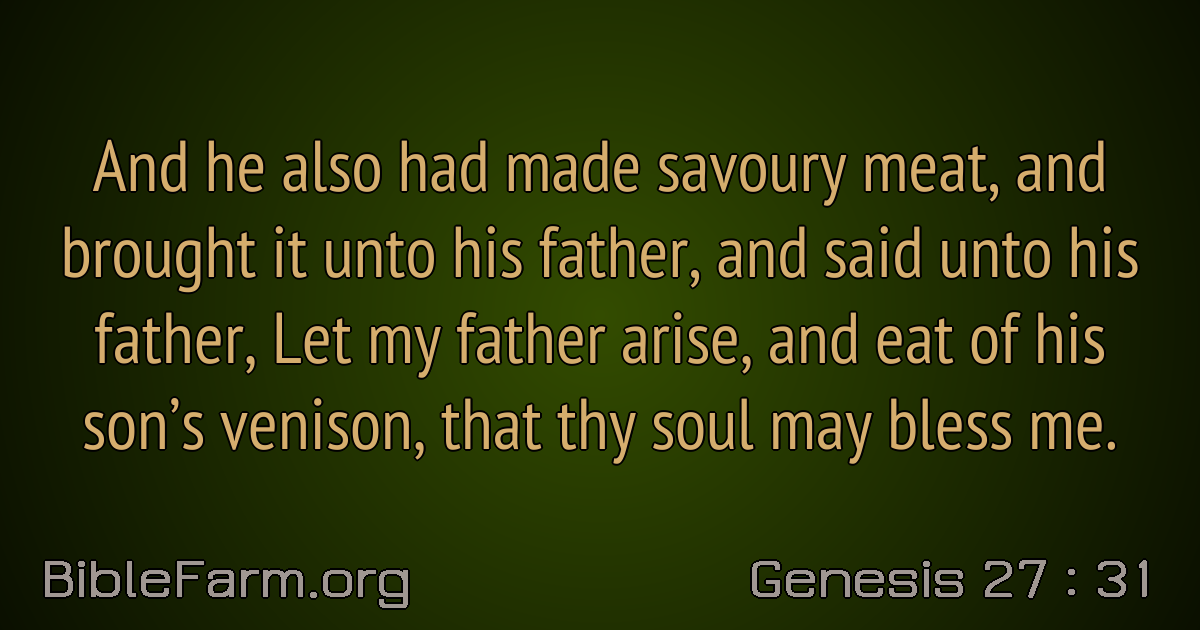 And he also had made savoury meat, and
brought it unto his father, and said unto his
father, Let my father arise, and eat of his
son’s venison, that thy soul may bless me.
BibleFarm.org
Genesis 27 : 31